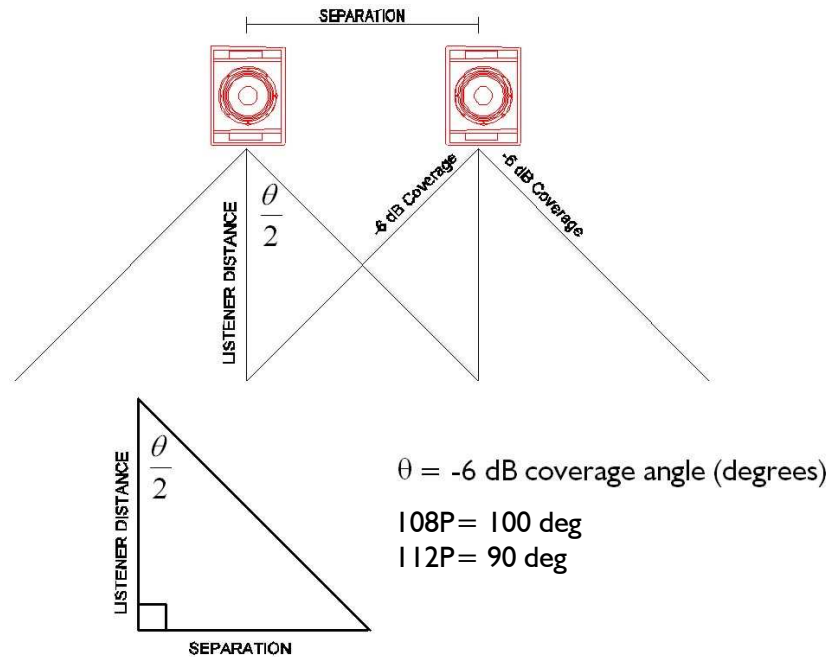 SEPARATION
-6 dB Coverage
-6 dB Coverage
θ/2
LISTENER DISTANCE
θ/2
LISTENER DISTANCE
θ = -6 dB coverage angle (degrees)
108P= 100 deg
112P= 90 deg
SEPARATION